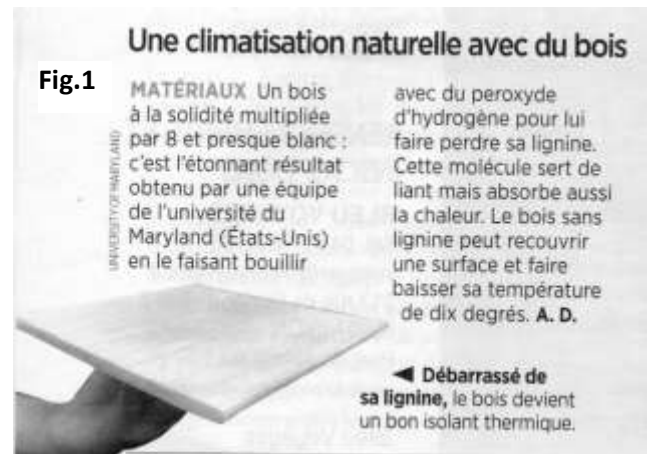 Une climatisation naturelle avec du bois
Fig.1
MATÉRIAUX Un bois
à la solidité multipliée
par 8 et presque blanc :
c'est l'étonnant résultat
obtenu par une équipe
de l'université du
Maryland (États-Unis)
en le faisant bouillir
UNIVERSITY OF MARYLAND
avec du peroxyde
d'hydrogène pour lui
faire perdre sa lignine.
Cette molécule sert de
liant mais absorbe aussi
la chaleur. Le bois sans
lignine peut recouvrir
une surface et faire
baisser sa température
de dix degrés. A. D.
◄ Débarrassé de
sa lignine, le bois devient
un bon isolant thermique.